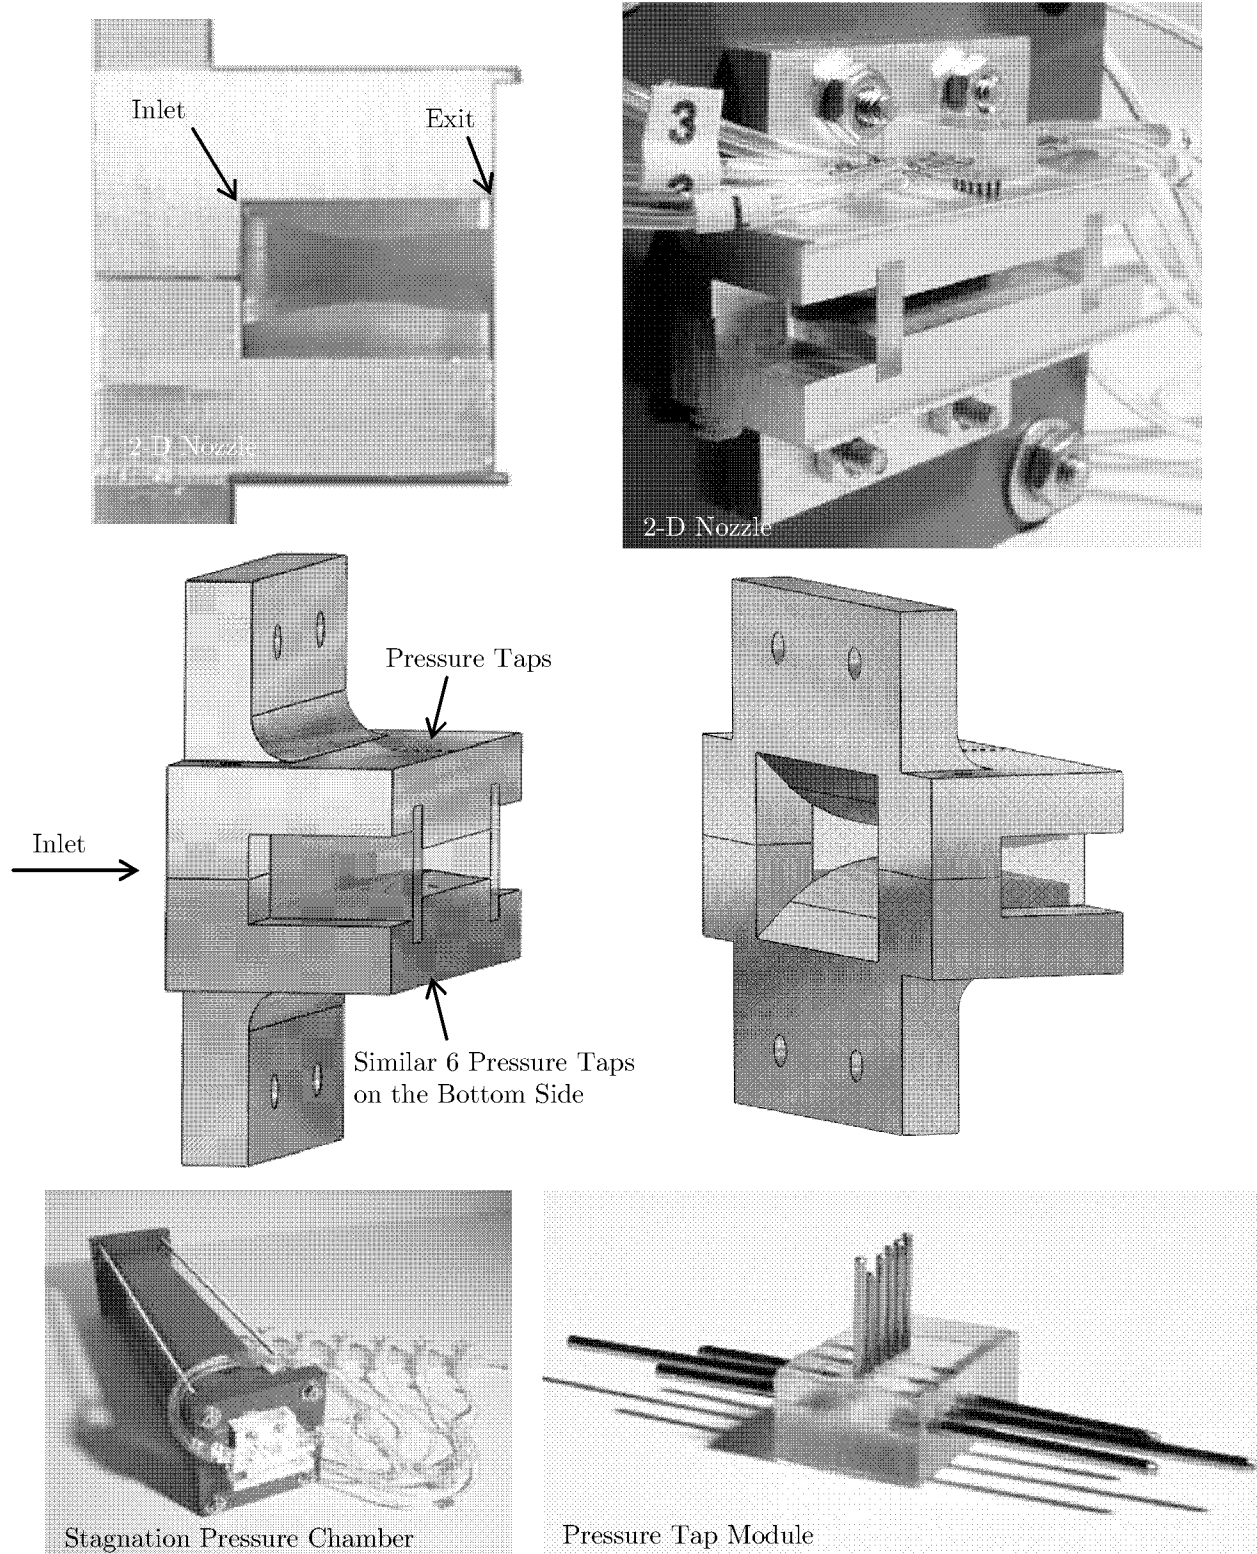 Inlet
Exit
3
2-D Nozzle
2-D Nozzle
Pressure Taps
Inlet
Similar 6 Pressure Taps
on the Bottom Side
Stagnation Pressure Chamber
Pressure Tap Module